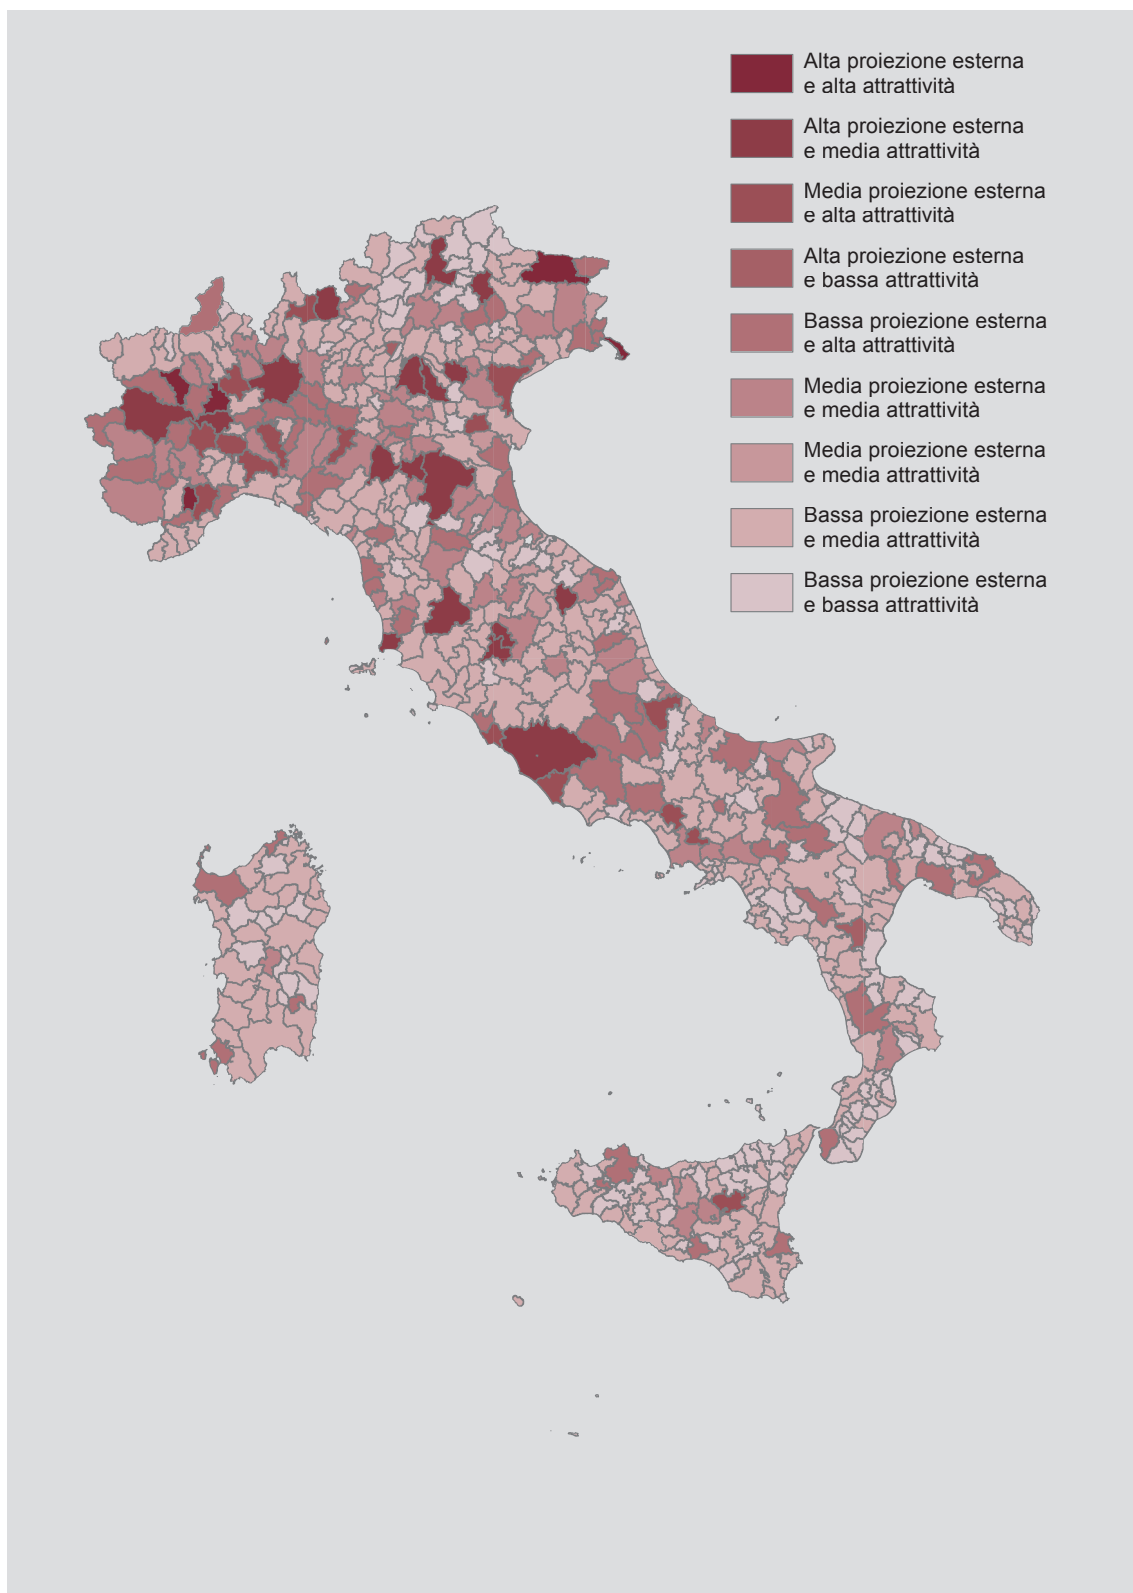 Alta proiezione esterna
e alta attrattività
Alta proiezione esterna
e media attrattività
Media proiezione esterna
e alta attrattività
Alta proiezione esterna
e bassa attrattività
Bassa proiezione esterna
e alta attrattività
Media proiezione esterna
e media attrattività
Media proiezione esterna
e media attrattività
Bassa proiezione esterna
e media attrattività
Bassa proiezione esterna
e bassa attrattività